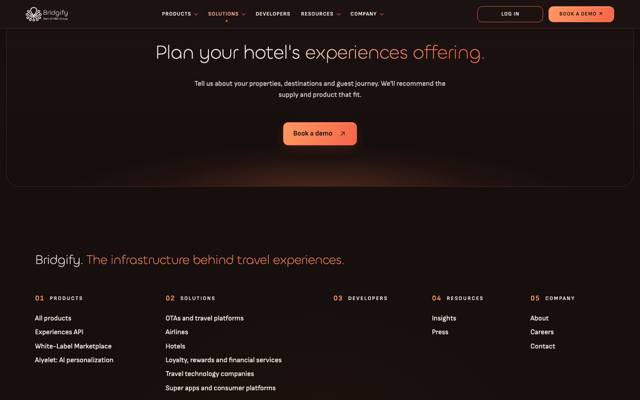 Bridgify
PRODUCTS SOLUTIONS DEVELOPERS RESOURCES COMPANY
LOG IN
BOOK A DEMO ↗
Plan your hotel's experiences offering.
Tell us about your properties, destinations and guest journey. We'll recommend the
supply and product that fit.
Book a demo ↗
Bridgify. The infrastructure behind travel experiences.
01 PRODUCTS
All products
Experiences API
White-Label Marketplace
AIyelet: AI personalization
02 SOLUTIONS
OTAs and travel platforms
Airlines
Hotels
Loyalty, rewards and financial services
Travel technology companies
Super apps and consumer platforms
03 DEVELOPERS
04 RESOURCES
Insights
Press
05 COMPANY
About
Careers
Contact